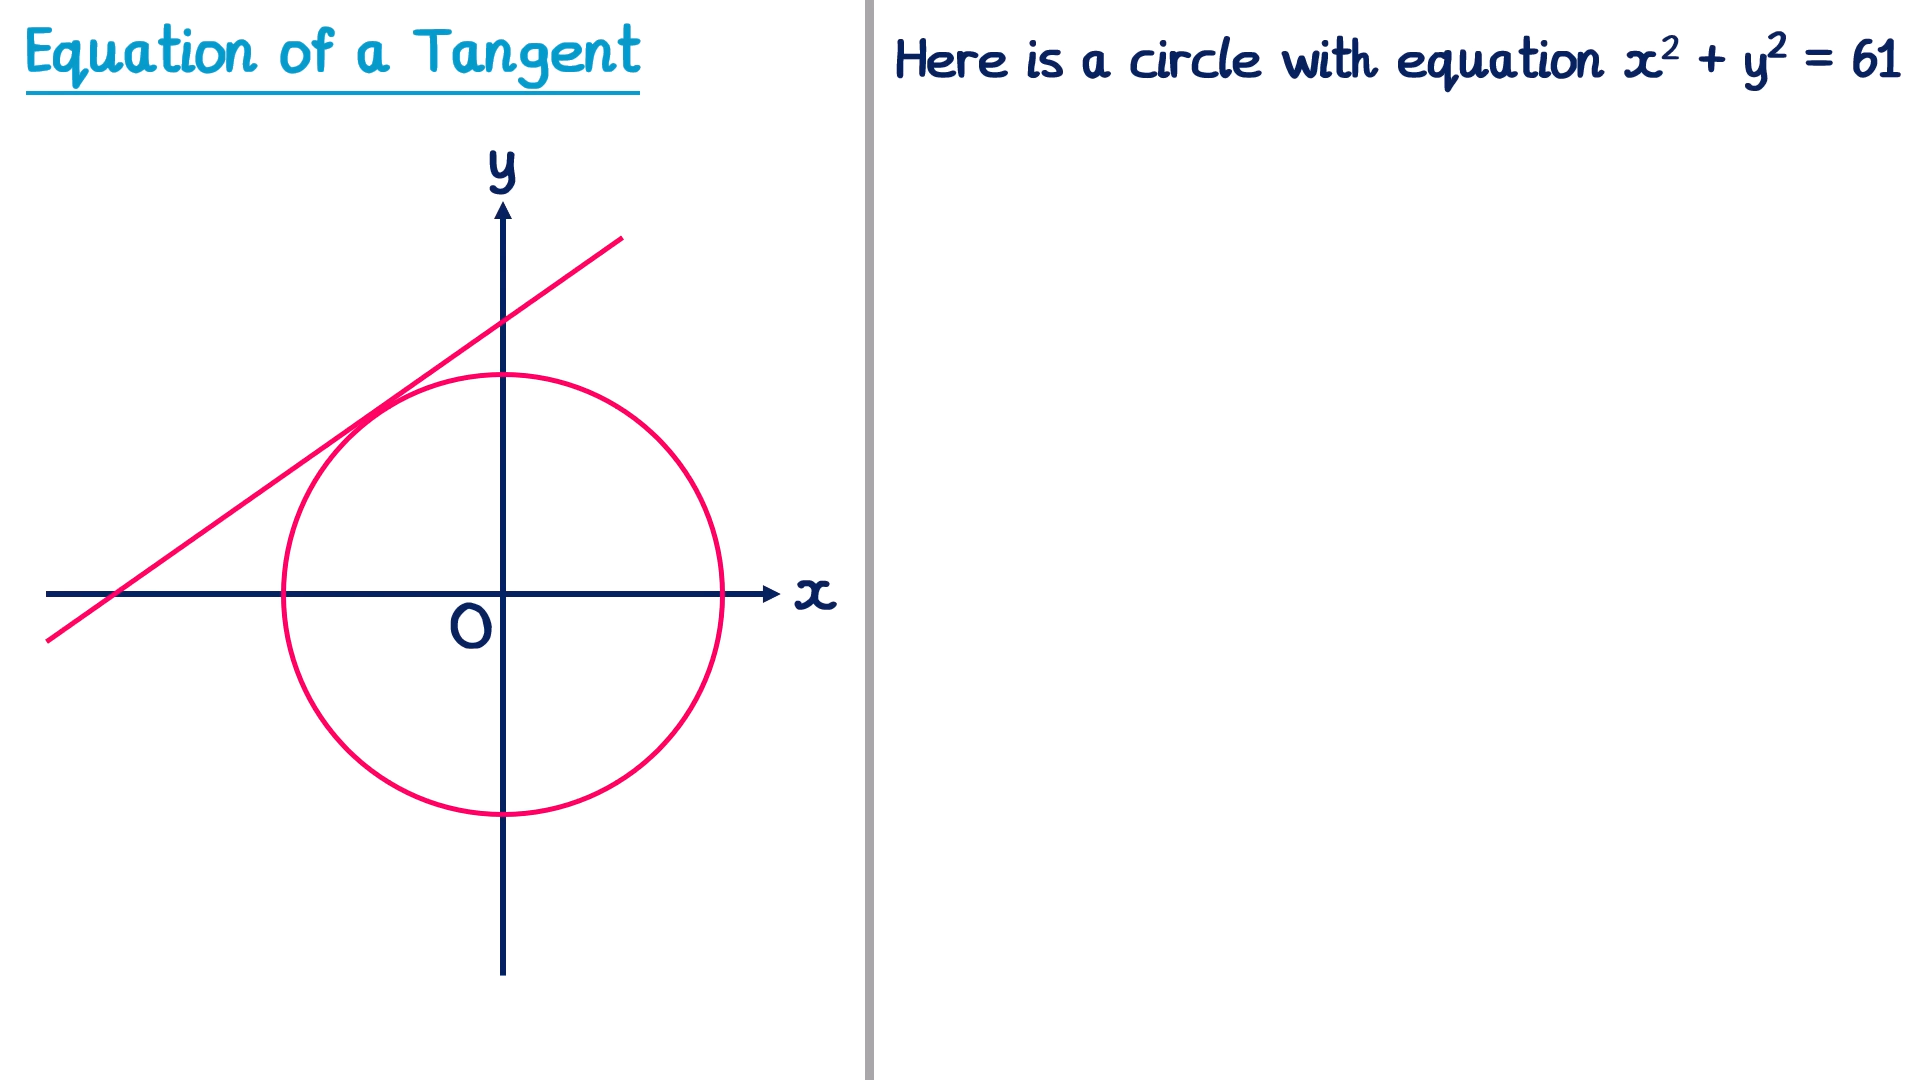 Equation of a Tangent
Here is a circle with equation x² + y² = 61
y
x
O